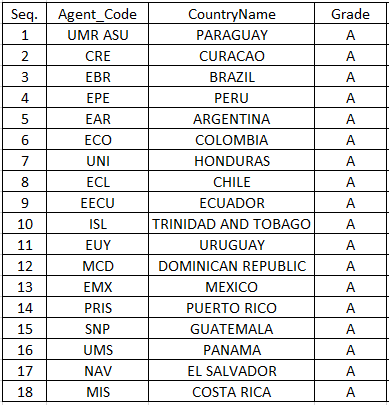 Seq. Agent_Code CountryName Grade
1 UMR ASU PARAGUAY A
2 CRE CURACAO A
3 EBR BRAZIL A
4 EPE PERU A
5 EAR ARGENTINA A
6 ECO COLOMBIA A
7 UNI HONDURAS A
8 ECL CHILE A
9 EECU ECUADOR A
10 ISL TRINIDAD AND TOBAGO A
11 EUY URUGUAY A
12 MCD DOMINICAN REPUBLIC A
13 EMX MEXICO A
14 PRIS PUERTO RICO A
15 SNP GUATEMALA A
16 UMS PANAMA A
17 NAV EL SALVADOR A
18 MIS COSTA RICA A